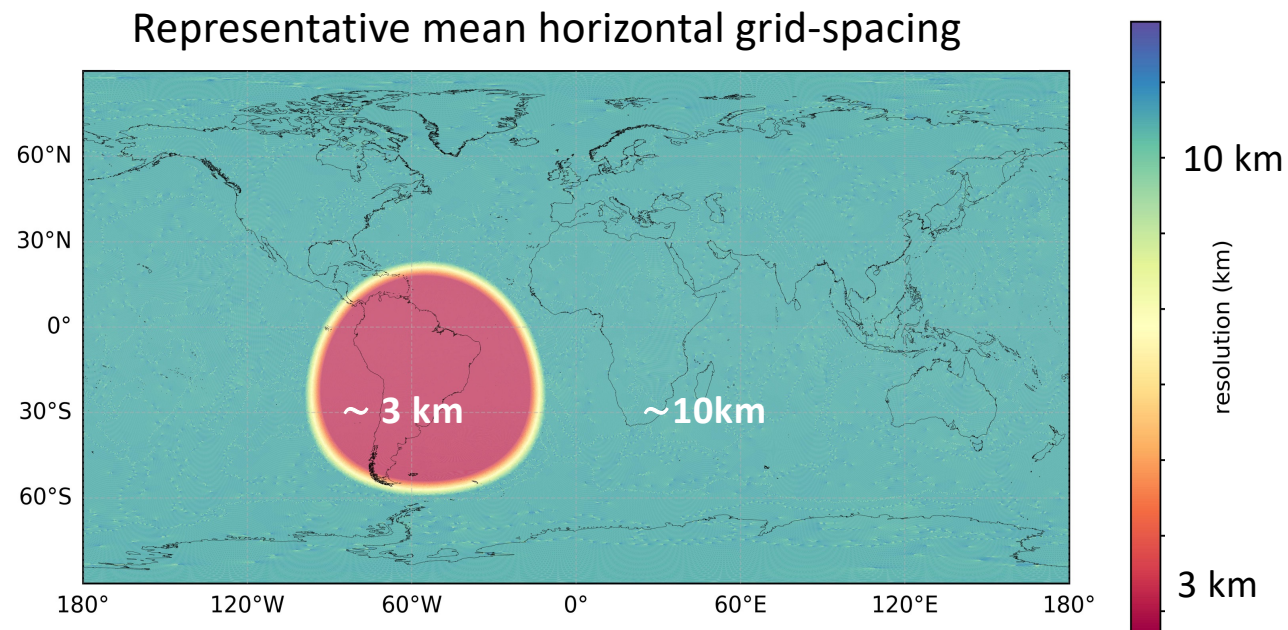 Representative mean horizontal grid-spacing
60°N
30°N
0°
30°S
60°S
~ 3 km
~10km
180°
120°W
60°W
0°
60°E
120°E
180°
10 km
resolution (km)
3 km